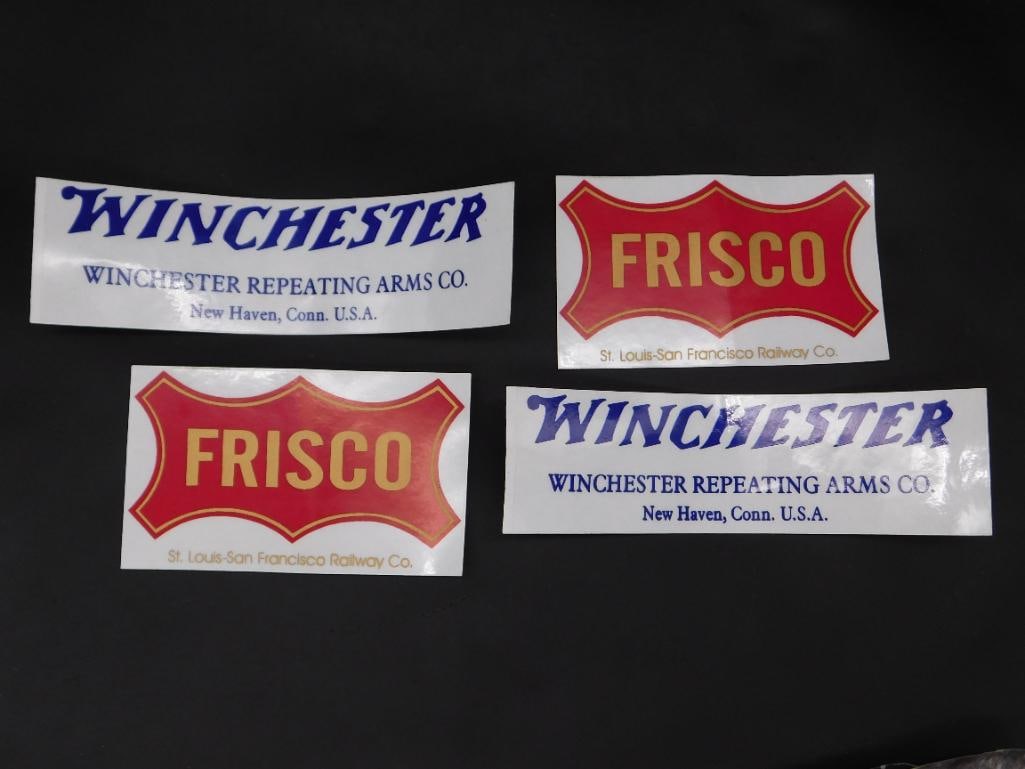 WINCHESTER
WINCHESTER REPEATING ARMS CO.
New Haven, Conn. U.S.A.
FRISCO
St. Louis-San Francisco Railway Co.
FRISCO
St. Louis-San Francisco Railway Co.
WINCHESTER
WINCHESTER REPEATING ARMS CO.
New Haven, Conn. U.S.A.